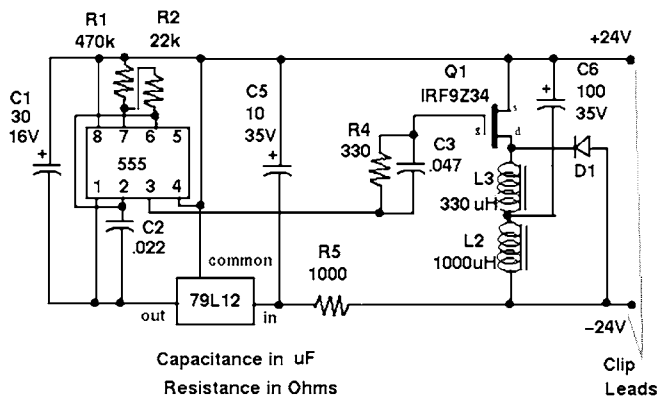 R1
470k
R2
22k
+24V
C1
30
16V
+
8 7 6 5
555
1 2 3 4
C2
.022
C5
10
35V
+
R4
330
C3
.047
Q1
IRF9Z34
s
g d
C6
100
35V
+
D1
L3
330 uH
L2
1000uH
common
R5
1000
out
79L12
in
−24V
Clip
Leads
Capacitance in uF
Resistance in Ohms